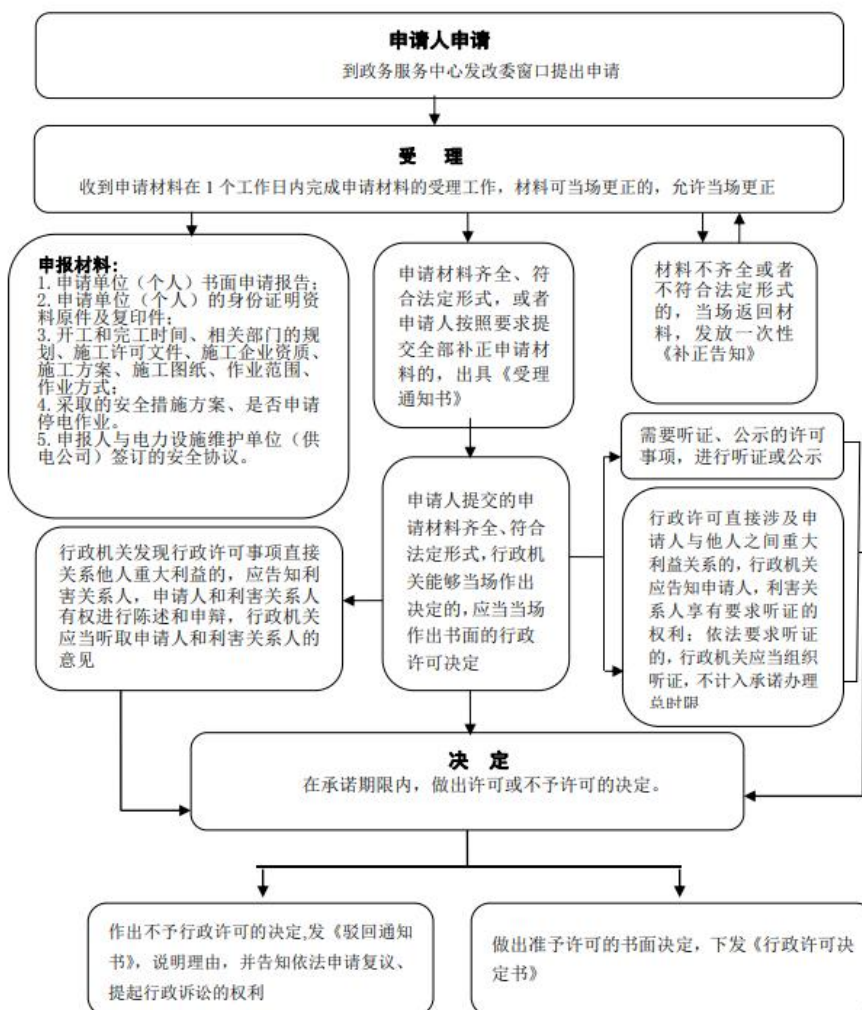 申请人申请
到政务服务中心发改委窗口提出申请
受 理
收到申请材料在 1 个工作日内完成申请材料的受理工作，材料可当场更正的，允许当场更正
申报材料：
1. 申请单位（个人）书面申请报告；
2. 申请单位（个人）的身份证明资
料原件及复印件；
3. 开工和完工时间、相关部门的规
划、施工许可文件、施工企业资质、
施工方案、施工图纸、作业范围、
作业方式；
4. 采取的安全措施方案、是否申请
停电作业。
5. 申报人与电力设施维护单位（供
电公司）签订的安全协议。
申请材料齐全、符
合法定形式，或者
申请人按照要求提
交全部补正申请材
料的，出具《受理
通知书》
材料不齐全或者
不符合法定形式
的，当场返回材
料，发放一次性
《补正告知》
需要听证、公示的许可
事项，进行听证或公示
申请人提交的申
请材料齐全、符合
法定形式，行政机
关能够当场作出
决定的，应当当场
作出书面的行政
许可决定
行政许可直接涉及申
请人与他人之间重大
利益关系的，行政机关
应告知申请人，利害关
系人享有要求听证的
权利；依法要求听证
的，行政机关应当组织
听证，不计入承诺办理
总时限
行政机关发现行政许可事项直接
关系他人重大利益的，应告知利
害关系人，申请人和利害关系人
有权进行陈述和申辩，行政机关
应当听取申请人和利害关系人的
意见
决 定
在承诺期限内，做出许可或不予许可的决定。
作出不予行政许可的决定,发《驳回通知
书》，说明理由，并告知依法申请复议、
提起行政诉讼的权利
做出准予许可的书面决定，下发《行政许可决
定书》